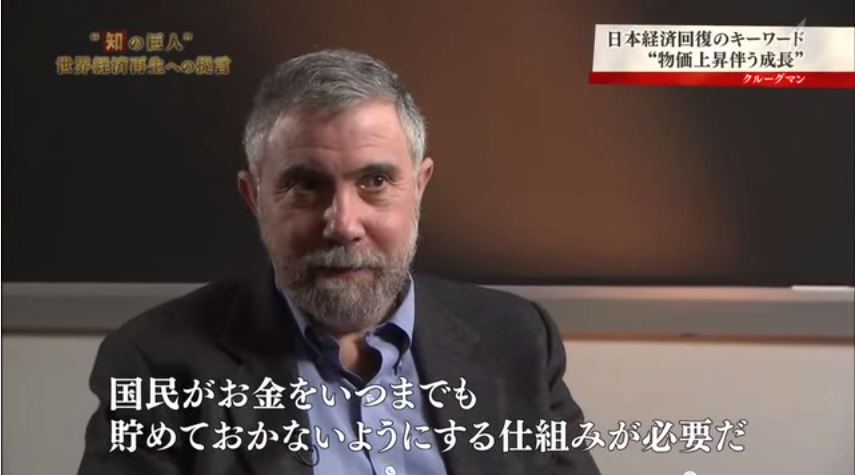 “知の巨人”
世界経済再生への提言
日本経済回復のキーワード
“物価上昇伴う成長”
クルーグマン
国民がお金をいつまでも
貯めておかないようにする仕組みが必要だ